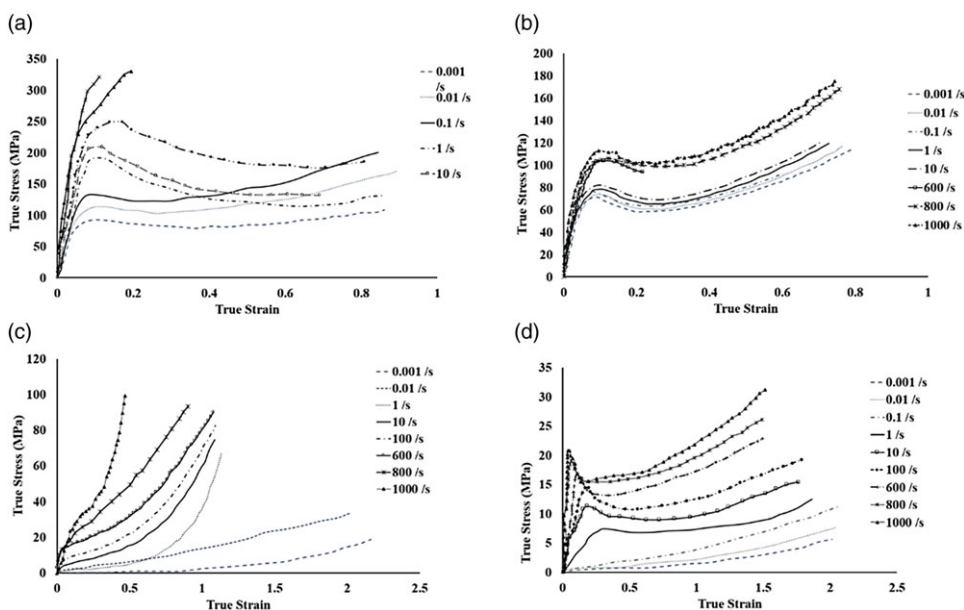 (a)
True Stress (MPa)
350
300
250
200
150
100
50
0
0
0.2
0.4
0.6
0.8
1
True Strain
0.001
/s
0.01 /s
0.1 /s
1 /s
10 /s
(b)
True Stress (MPa)
200
180
160
140
120
100
80
60
40
20
0
0
0.2
0.4
0.6
0.8
1
True Strain
0.001 /s
0.01 /s
0.1 /s
1 /s
10 /s
600 /s
800 /s
1000 /s
(c)
True Stress (MPa)
120
100
80
60
40
20
0
0
0.5
1
1.5
2
2.5
True Strain
0.001 /s
0.01 /s
1 /s
10 /s
100 /s
600 /s
800 /s
1000 /s
(d)
True Stress (MPa)
35
30
25
20
15
10
5
0
0
0.5
1
1.5
2
2.5
True Strain
0.001 /s
0.01 /s
0.1 /s
1 /s
10 /s
100 /s
600 /s
800 /s
1000 /s